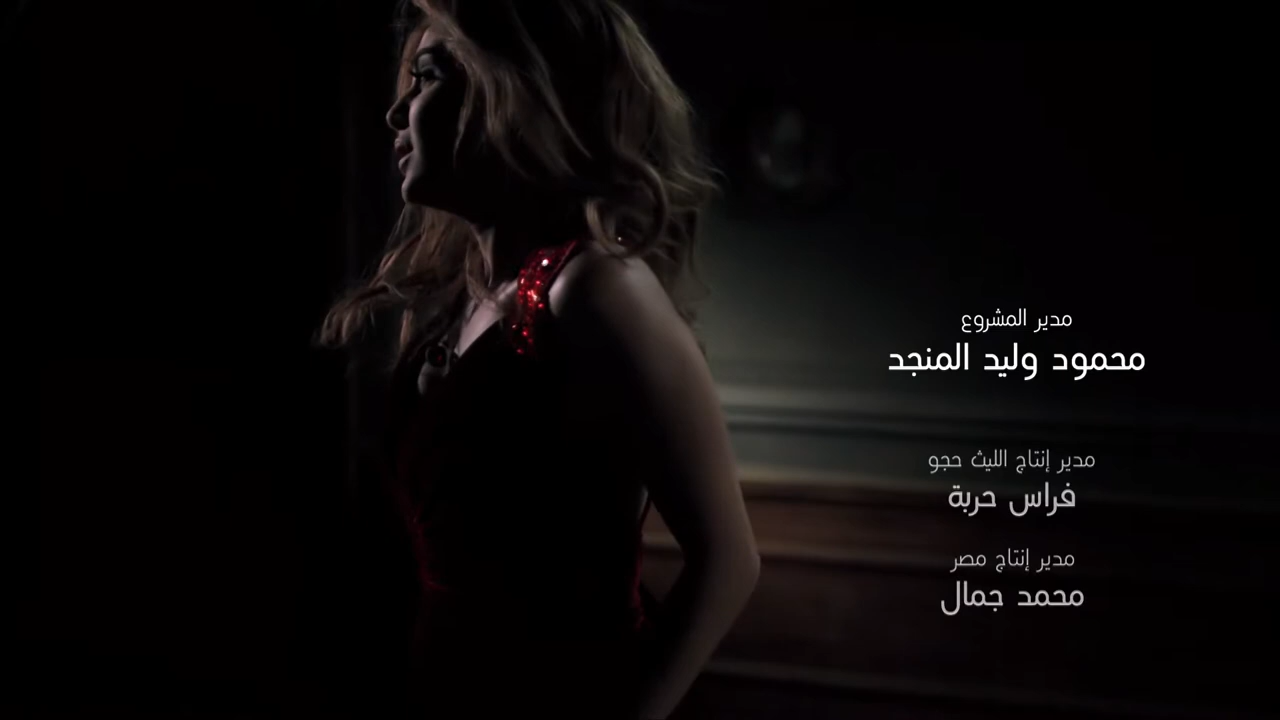 مدير المشروع
محمود وليد المنجد
مدير إنتاج الليث حجو
فراس حربة
مدير إنتاج مصر
محمد جمال